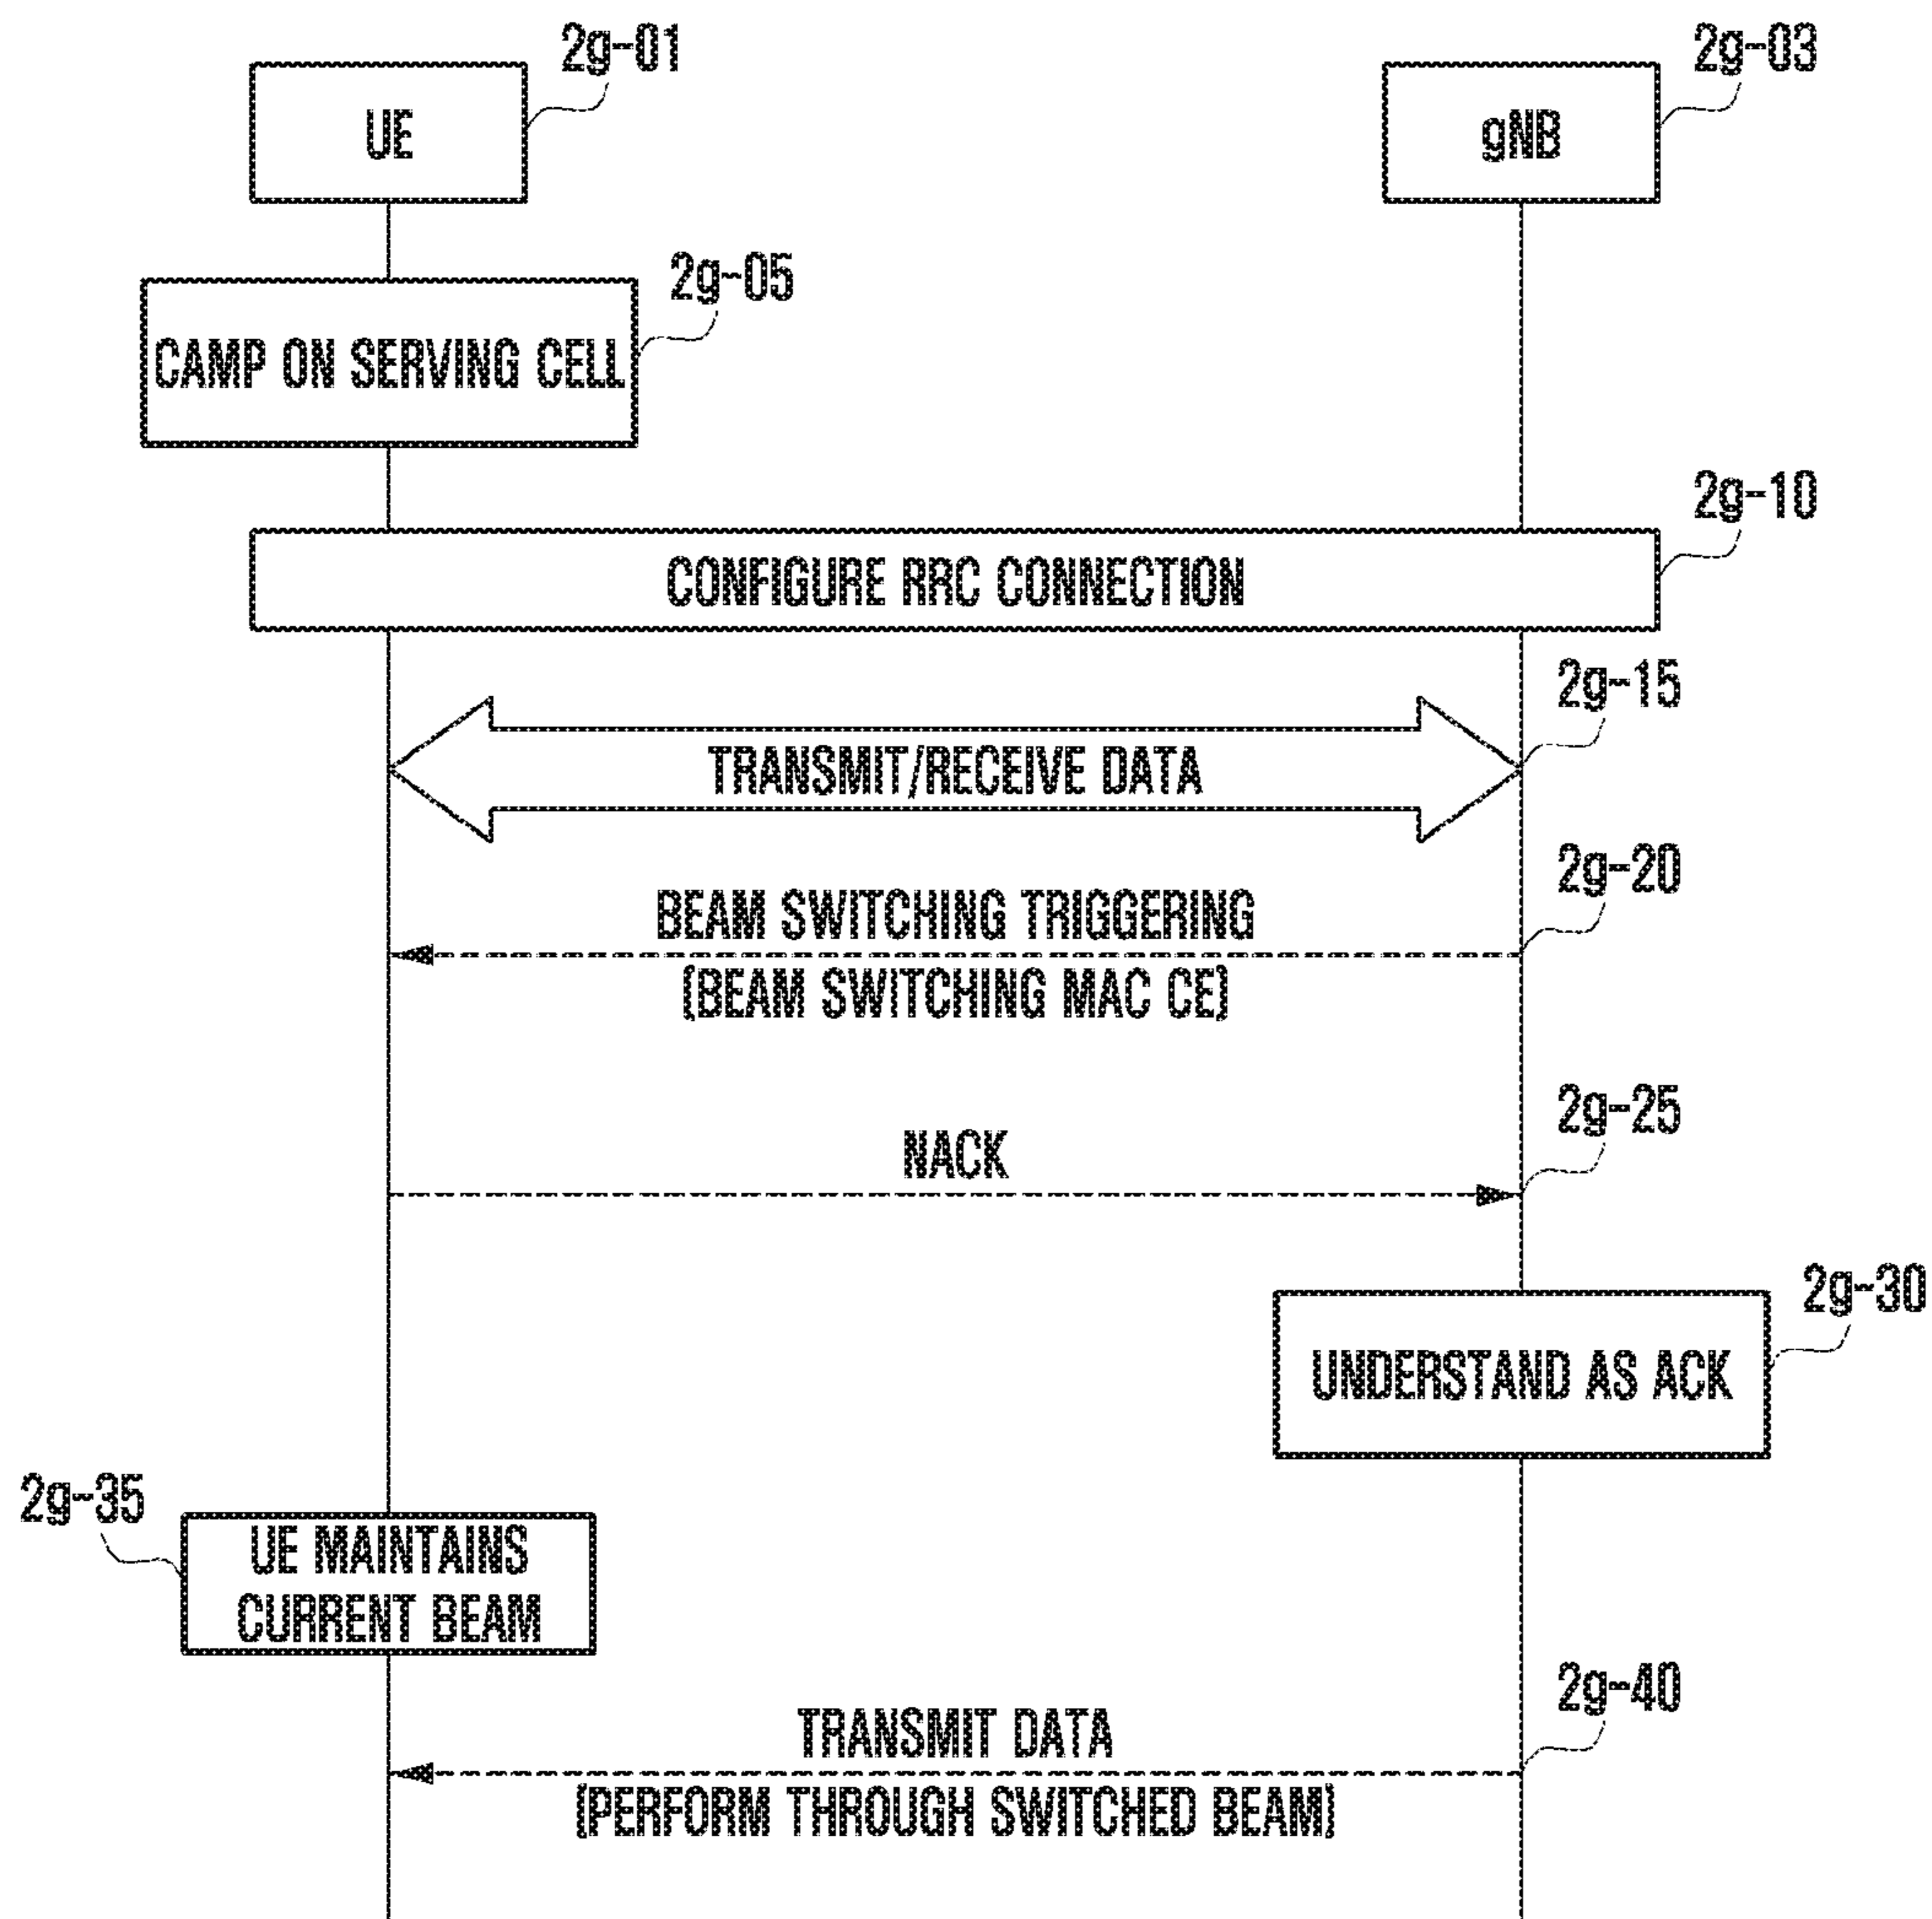 2g-01
2g-03
UE
gNB
2g-05
CAMP ON SERVING CELL
2g-10
CONFIGURE RRC CONNECTION
2g-15
TRANSMIT/RECEIVE DATA
2g-20
BEAM SWITCHING TRIGGERING
(BEAM SWITCHING MAC CE)
2g-25
NACK
2g-30
UNDERSTAND AS ACK
2g-35
UE MAINTAINS
CURRENT BEAM
2g-40
TRANSMIT DATA
(PERFORM THROUGH SWITCHED BEAM)